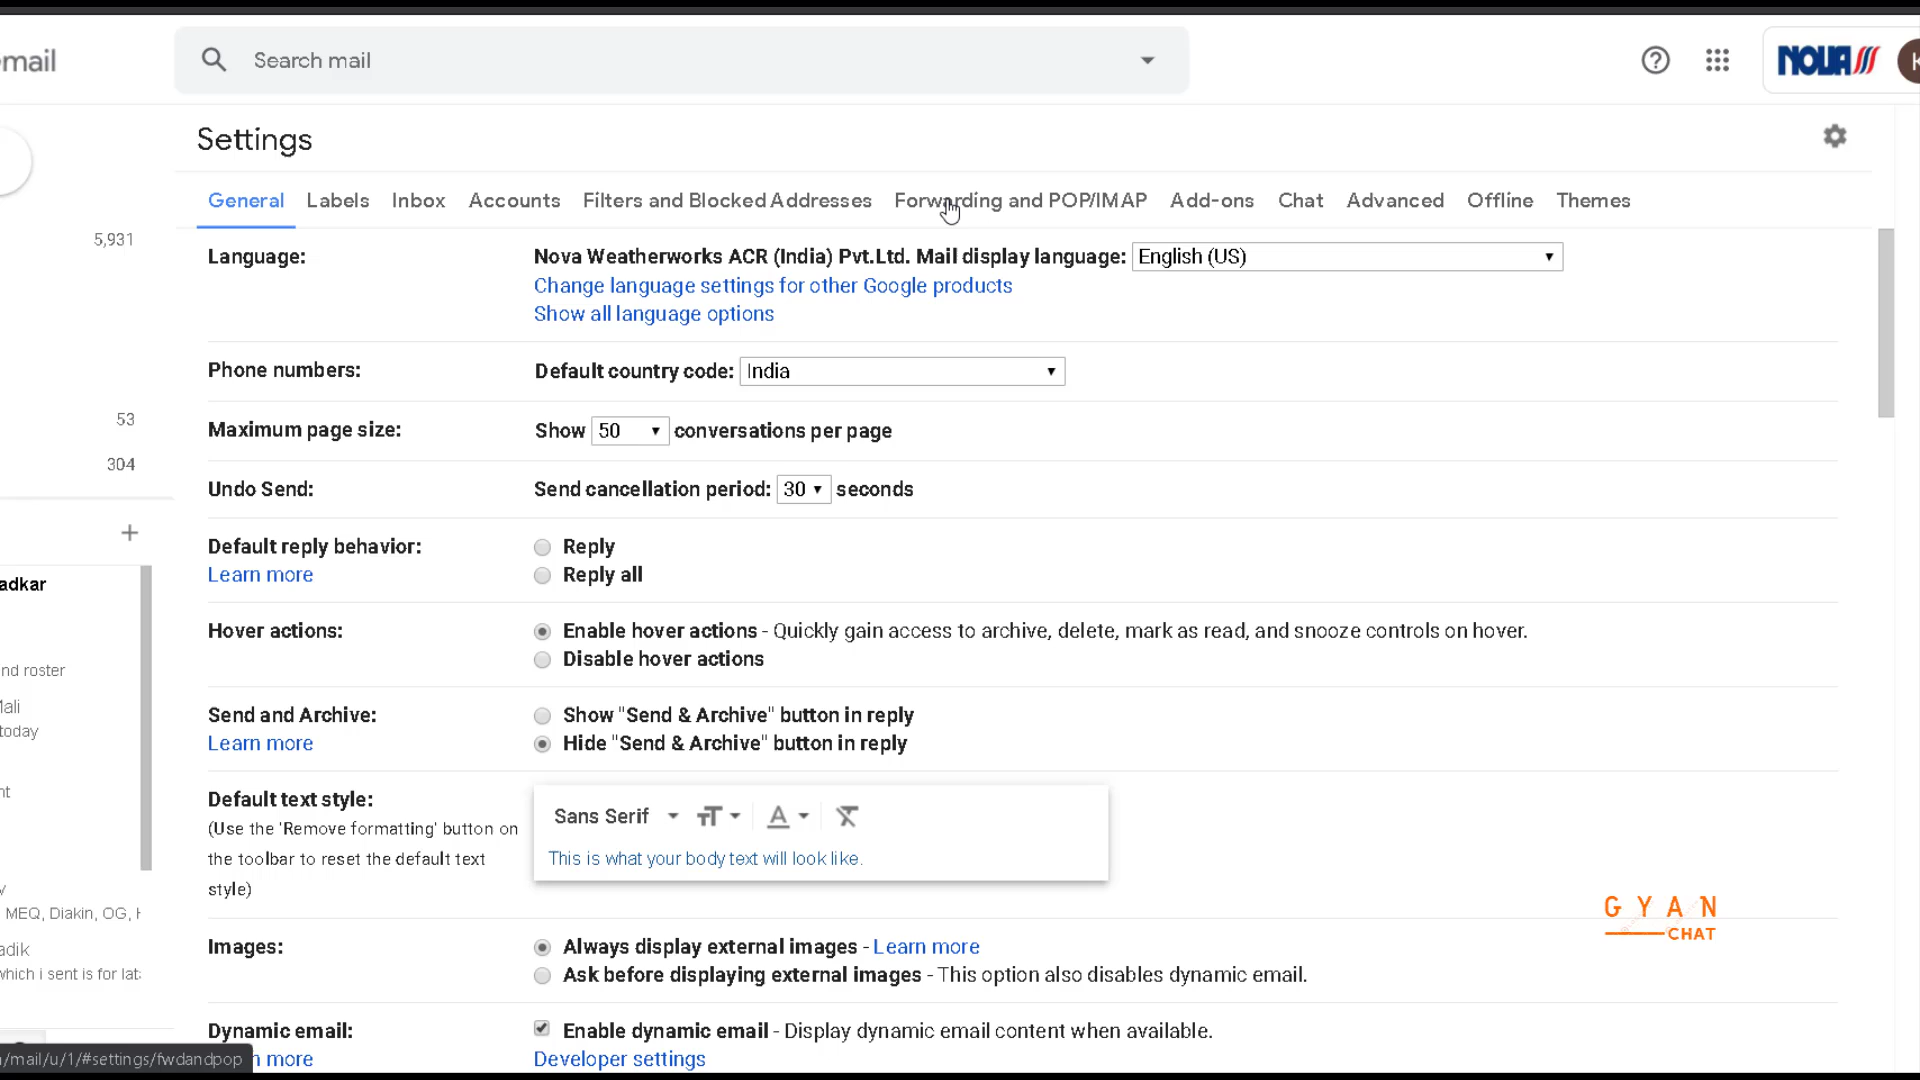 mail
Search mail
NOVA
K
Settings
General Labels Inbox Accounts Filters and Blocked Addresses Forwarding and POP/IMAP Add-ons Chat Advanced Offline Themes
5,931
Language:
Nova Weatherworks ACR (India) Pvt.Ltd. Mail display language: English (US)
Change language settings for other Google products
Show all language options
Phone numbers:
Default country code: India
53
Maximum page size:
Show 50 conversations per page
304
Undo Send:
Send cancellation period: 30 seconds
Default reply behavior:
Learn more
Reply
Reply all
adkar
Hover actions:
Enable hover actions - Quickly gain access to archive, delete, mark as read, and snooze controls on hover.
Disable hover actions
nd roster
Mali
today
Send and Archive:
Learn more
Show "Send & Archive" button in reply
Hide "Send & Archive" button in reply
nt
Default text style:
(Use the 'Remove formatting' button on
the toolbar to reset the default text
style)
Sans Serif
This is what your body text will look like.
MEQ, Diakin, OG, H
adik
which i sent is for lat
GYAN
CHAT
Images:
Always display external images - Learn more
Ask before displaying external images - This option also disables dynamic email.
Dynamic email:
n more
Enable dynamic email - Display dynamic email content when available.
Developer settings
/mail/u/1/#settings/fwdandpop